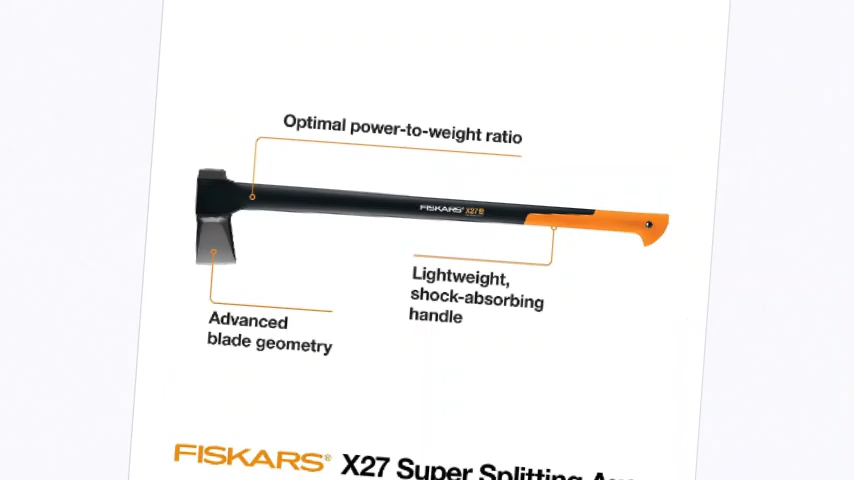 Optimal power-to-weight ratio
FISKARS® X27
Lightweight,
shock-absorbing
handle
Advanced
blade geometry
FISKARS® X27 Super Splitting